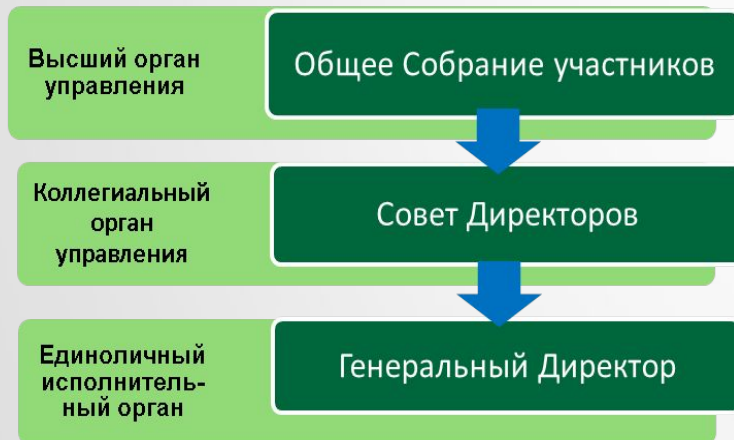 Высший орган
управления
Общее Собрание участников
Коллегиальный
орган
управления
Совет Директоров
Единоличный
исполнитель-
ный орган
Генеральный Директор